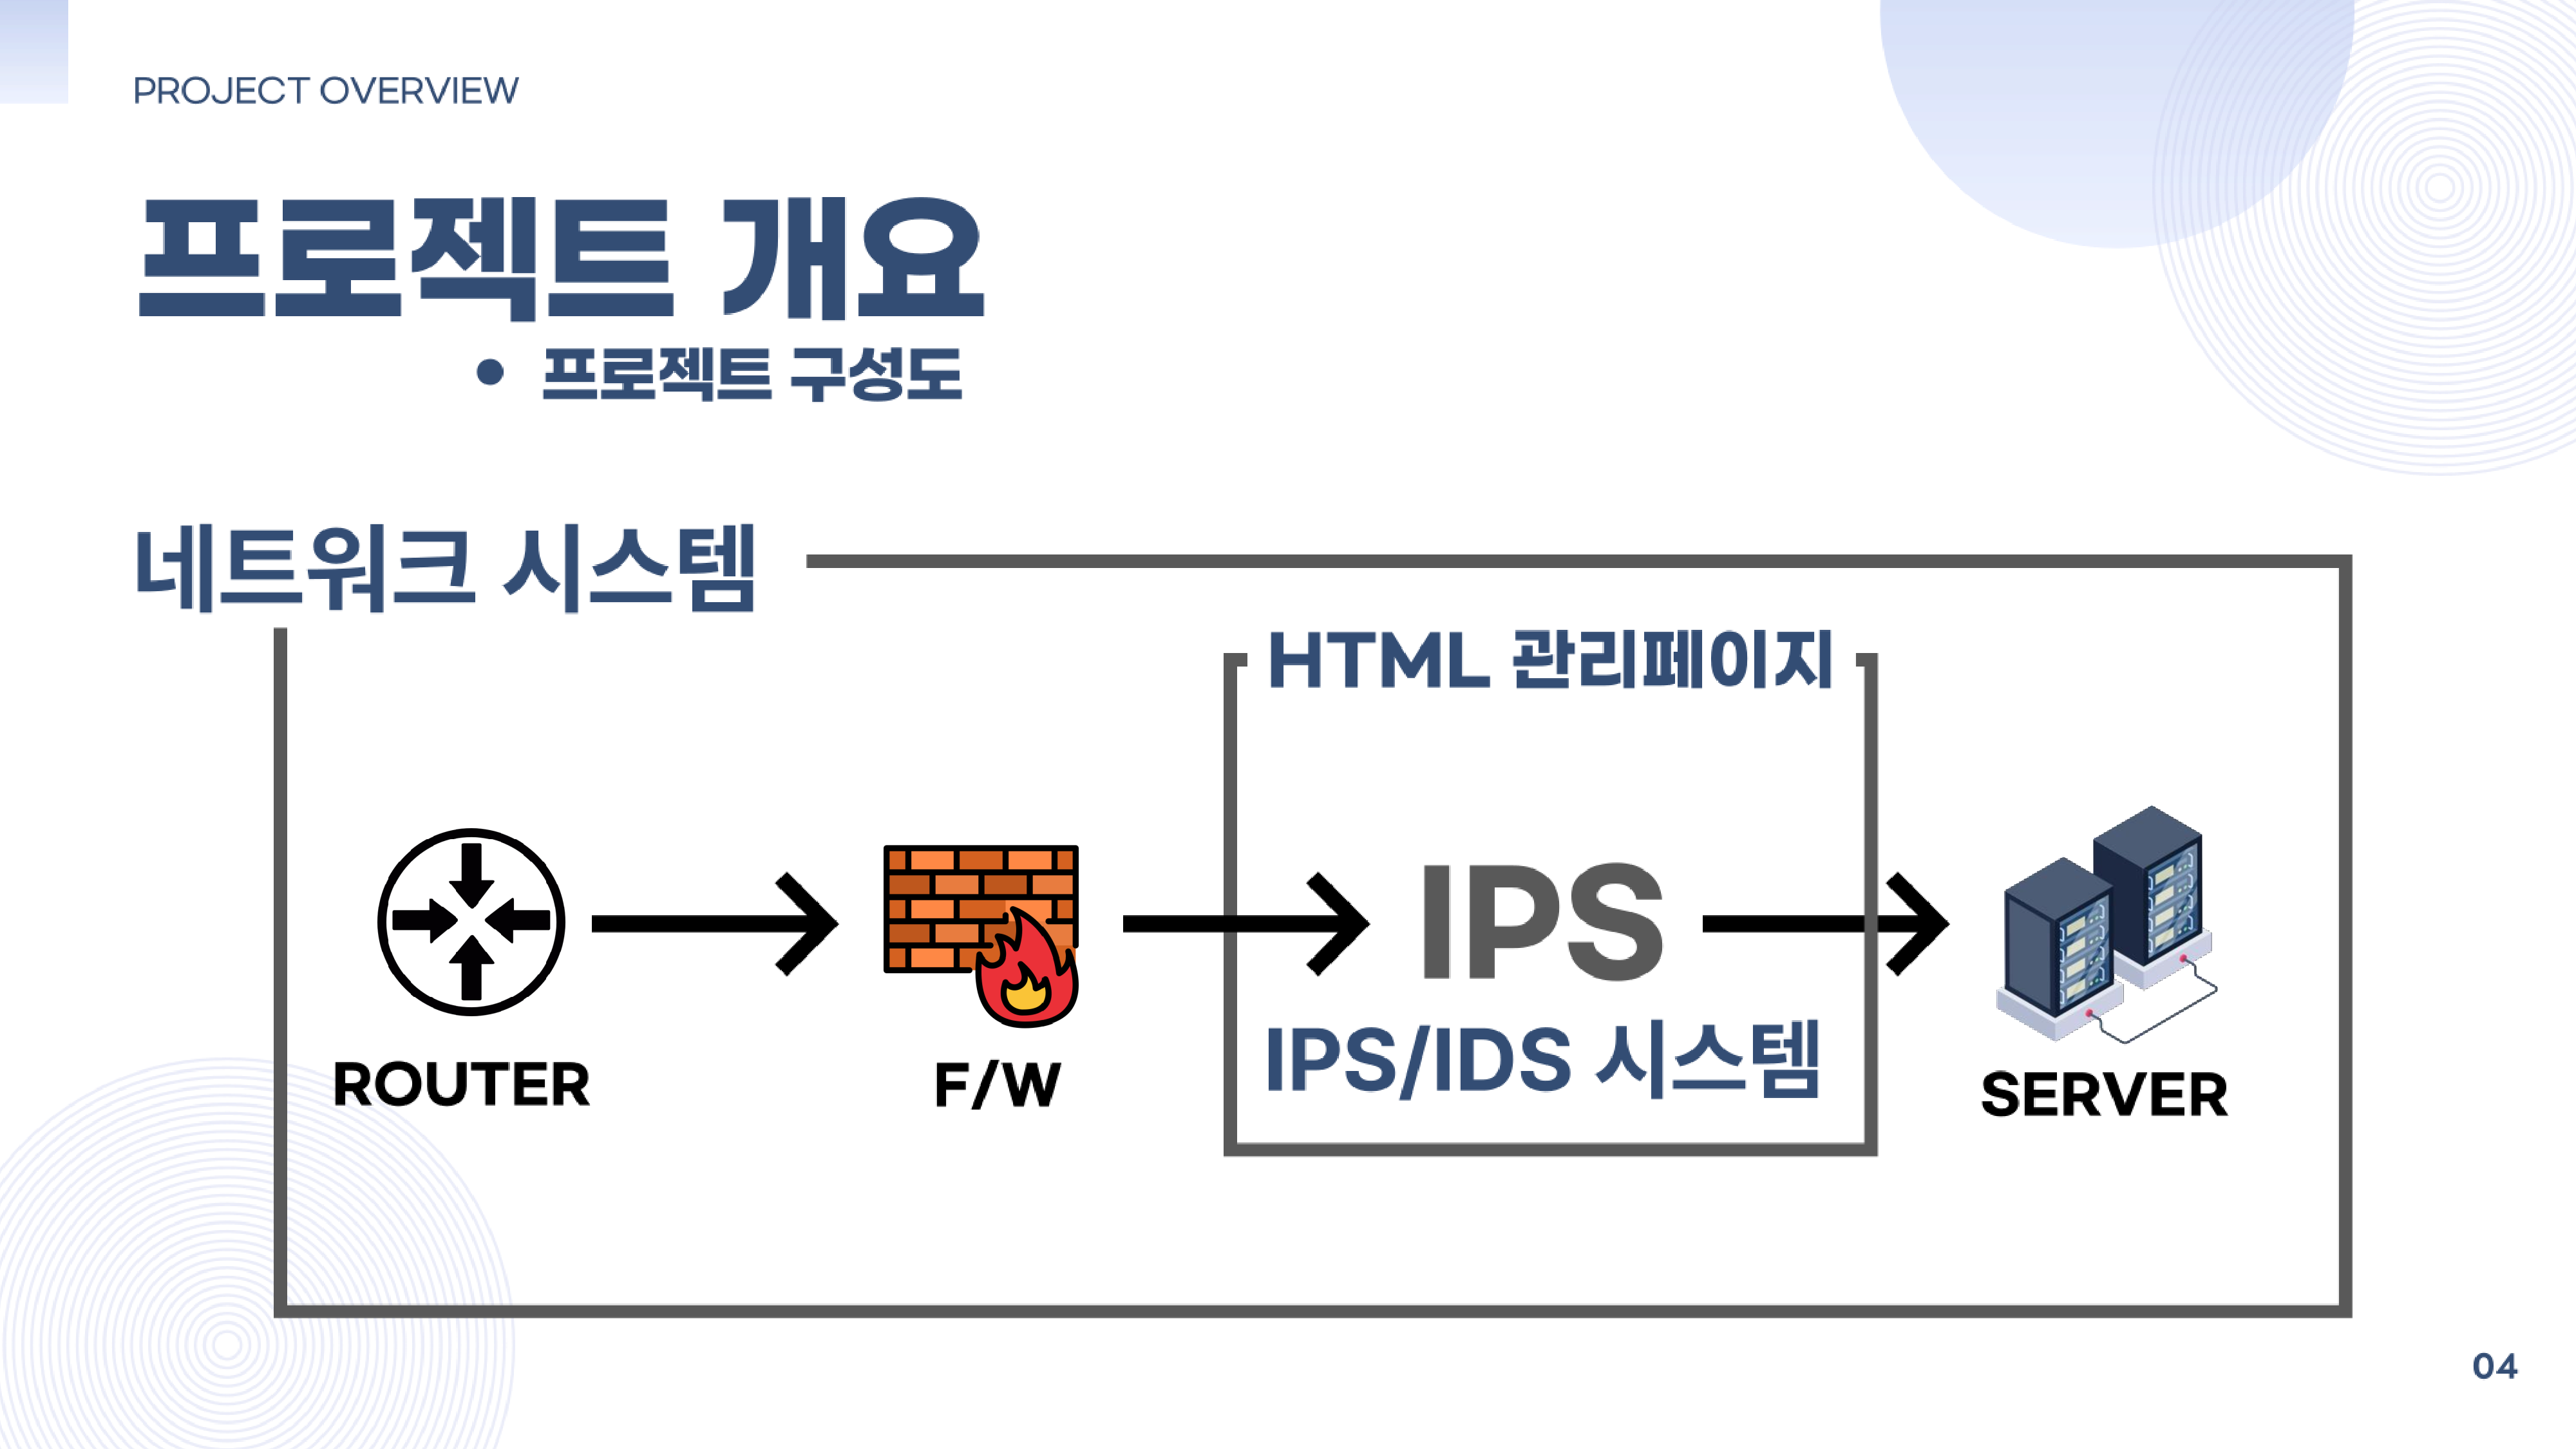 PROJECT OVERVIEW
프로젝트 개요
• 프로젝트 구성도
네트워크 시스템
HTML 관리페이지
IPS
IPS/IDS 시스템
ROUTER
F/W
SERVER
04